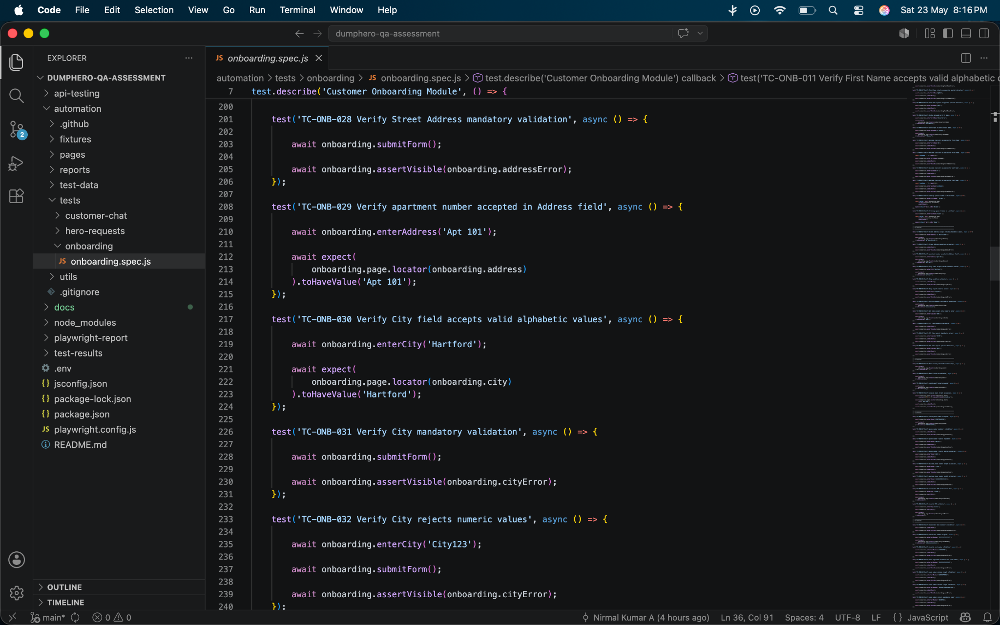 Code File Edit Selection View Go Run Terminal Window Help Sat 23 May 8:16 PM
dumphero-qa-assessment
EXPLORER
DUMPHERO-QA-ASSESSMENT
api-testing
automation
.github
fixtures
pages
reports
test-data
tests
customer-chat
hero-requests
onboarding
JS onboarding.spec.js
utils
.gitignore
docs
node_modules
playwright-report
test-results
.env
{} jsconfig.json
{} package-lock.json
{} package.json
JS playwright.config.js
README.md
OUTLINE
TIMELINE
2
JS onboarding.spec.js
automation > tests > onboarding > JS onboarding.spec.js > test.describe('Customer Onboarding Module') callback > test('TC-ONB-011 Verify First Name accepts valid alphabetic
7 test.describe('Customer Onboarding Module', () => {
200
201 test('TC-ONB-028 Verify Street Address mandatory validation', async () => {
202
203 await onboarding.submitForm();
204
205 await onboarding.assertVisible(onboarding.addressError);
206 });
207
208 test('TC-ONB-029 Verify apartment number accepted in Address field', async () => {
209
210 await onboarding.enterAddress('Apt 101');
211
212 await expect(
213 onboarding.page.locator(onboarding.address)
214 ).toHaveValue('Apt 101');
215 });
216
217 test('TC-ONB-030 Verify City field accepts valid alphabetic values', async () => {
218
219 await onboarding.enterCity('Hartford');
220
221 await expect(
222 onboarding.page.locator(onboarding.city)
223 ).toHaveValue('Hartford');
224 });
225
226 test('TC-ONB-031 Verify City mandatory validation', async () => {
227
228 await onboarding.submitForm();
229
230 await onboarding.assertVisible(onboarding.cityError);
231 });
232
233 test('TC-ONB-032 Verify City rejects numeric values', async () => {
234
235 await onboarding.enterCity('City123');
236
237 await onboarding.submitForm();
238
239 await onboarding.assertVisible(onboarding.cityError);
240 });
main* 0 0 Nirmal Kumar A (4 hours ago) Ln 36, Col 91 Spaces: 4 UTF-8 LF {} JavaScript